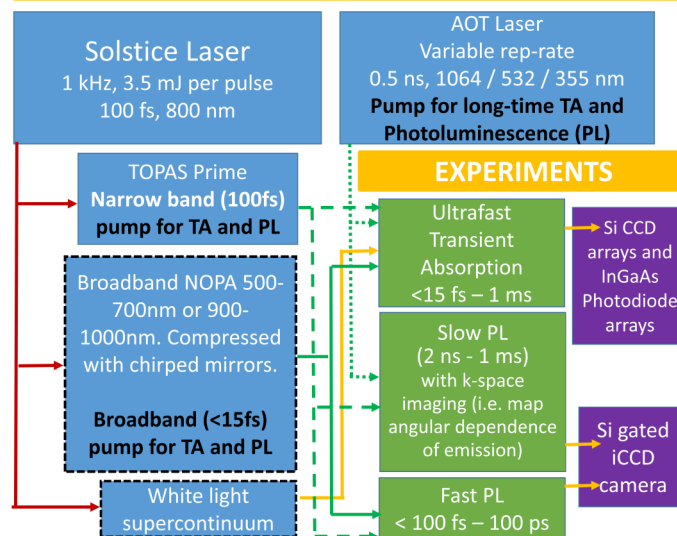 Solstice Laser
1 kHz, 3.5 mJ per pulse
100 fs, 800 nm
AOT Laser
Variable rep-rate
0.5 ns, 1064 / 532 / 355 nm
Pump for long-time TA and
Photoluminescence (PL)
TOPAS Prime
Narrow band (100fs)
pump for TA and PL
Broadband NOPA 500-
700nm or 900-
1000nm. Compressed
with chirped mirrors.
Broadband (<15fs)
pump for TA and PL
White light
supercontinuum
EXPERIMENTS
Ultrafast
Transient
Absorption
<15 fs – 1 ms
Slow PL
(2 ns - 1 ms)
with k-space
imaging (i.e. map
angular dependence
of emission)
Fast PL
< 100 fs – 100 ps
Si CCD
arrays and
InGaAs
Photodiode
arrays
Si gated
iCCD
camera